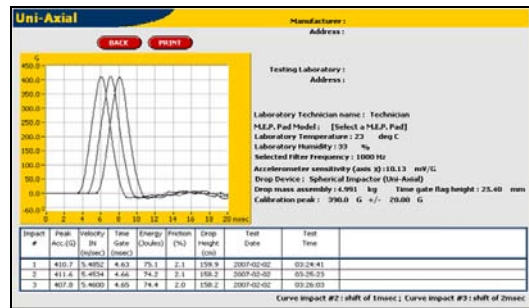 Uni-Axial
Manufacturer :
Address :
BACK PRINT
Testing Laboratory :
Address :
G
450.0
400.0
350.0
300.0
250.0
200.0
150.0
100.0
50.0
0.0
-60.0
0 2 4 6 8 10 12 14 16 18 20 msec
Laboratory Technician name : Technician
M.E.P. Pad Model : [Select a M.E.P. Pad]
Laboratory Temperature : 23 deg C
Laboratory Humidity : 33 %
Selected Filter Frequency : 1000 Hz
Accelerometer sensitivity (axis x) :10.13 mV/G
Drop Device : Spherical Impactor (Uni-Axial)
Drop mass assembly :4.991 kg Time gate flag height : 25.40 mm
Calibration peak : 390.0 G +/- 20.00 G
Impact # Peak Acc.(G) Velocity IN (m/sec) Time Gate (msec) Energy (Joules) Friction (%) Drop Height (cm) Test Date Test Time
1 410.7 5.4852 4.63 75.1 2.1 159.9 2007-02-02 03:24:41
2 411.6 5.4534 4.66 74.2 2.1 158.2 2007-02-02 03:25:23
3 407.8 5.4600 4.65 74.4 2.0 158.2 2007-02-02 03:26:03
Curve impact #2 : shift of 1msec ; Curve impact #3 : shift of 2msec